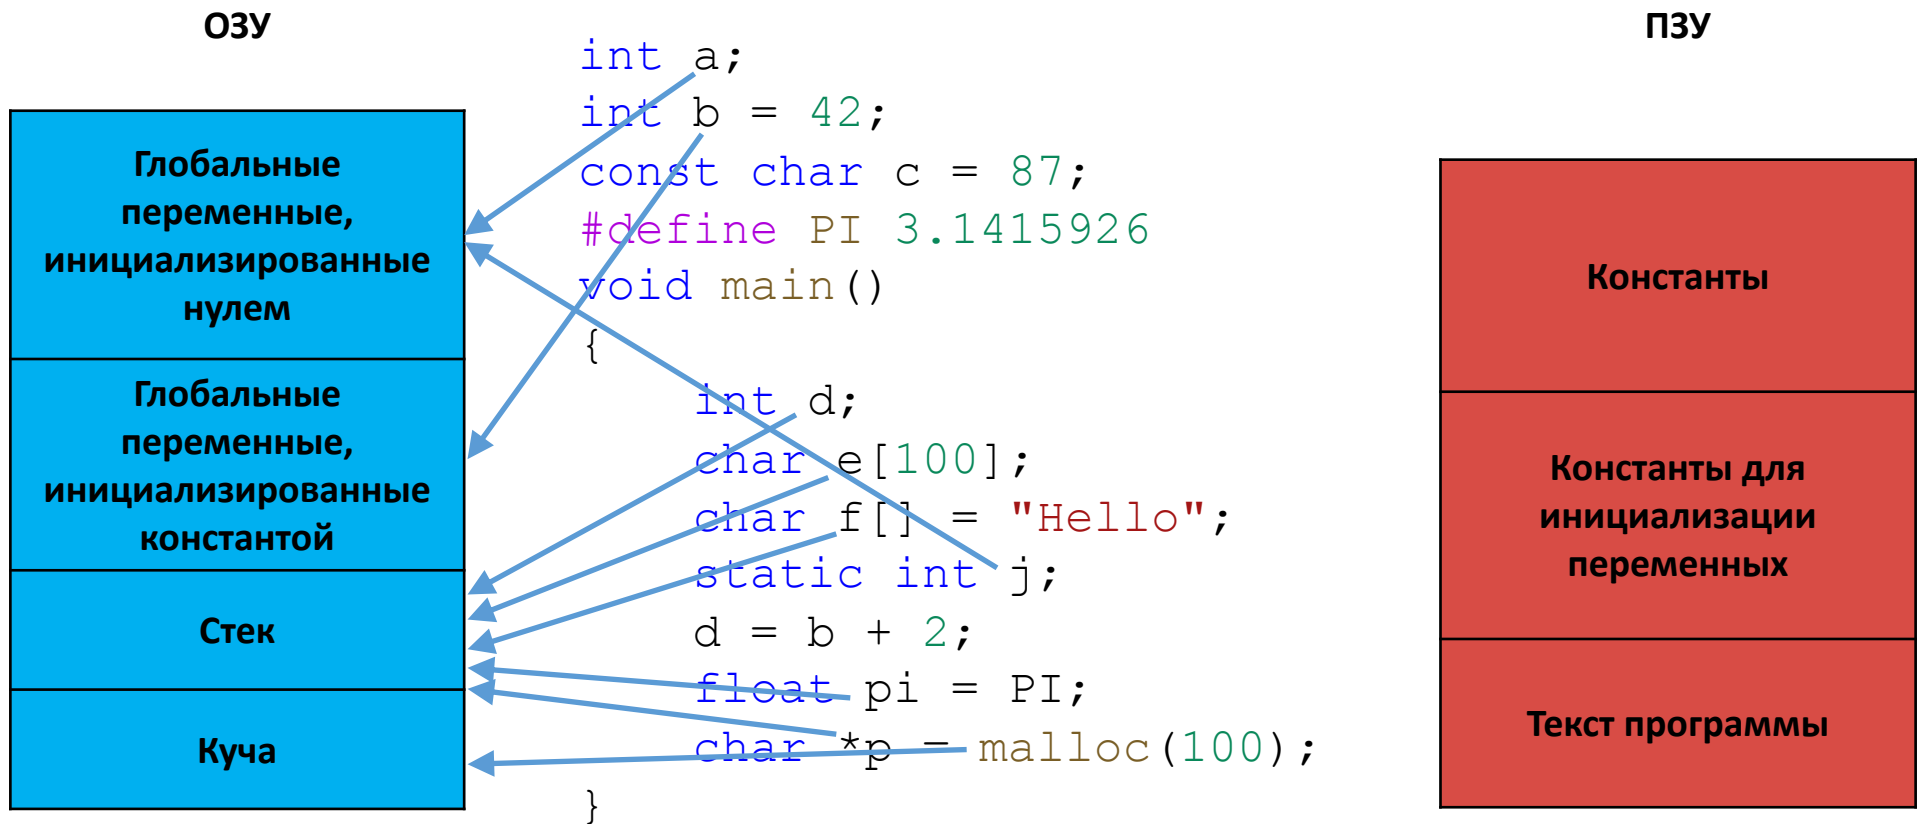 ОЗУ
Глобальные
переменные,
инициализированные
нулем
Глобальные
переменные,
инициализированные
константой
Стек
Куча
int a;
int b = 42;
const char c = 87;
#define PI 3.1415926
void main()
{
int d;
char e[100];
char f[] = "Hello";
static int j;
d = b + 2;
float pi = PI;
char *p = malloc(100);
}
ПЗУ
Константы
Константы для
инициализации
переменных
Текст программы